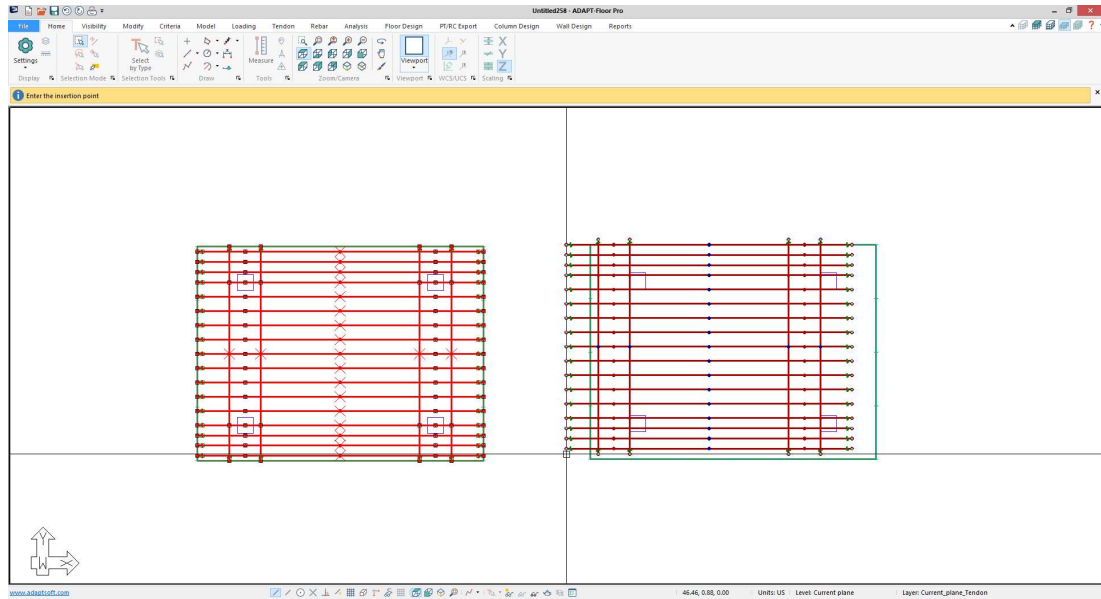 Untitled258 - ADAPT-Floor Pro
File Home Visibility Modify Criteria Model Loading Tendon Rebar Analysis Floor Design PT/RC Export Column Design Wall Design Reports
Settings
Select
by Type
Measure
Viewport
X
Y
Z
Display Selection Mode Selection Tools Draw Tools Zoom/Camera Viewport WCS/UCS Scaling
Enter the insertion point
Y
W X
www.adaptsoft.com 46.46, 0.88, 0.00 Units: US Level: Current plane Layer: Current_plane_Tendon